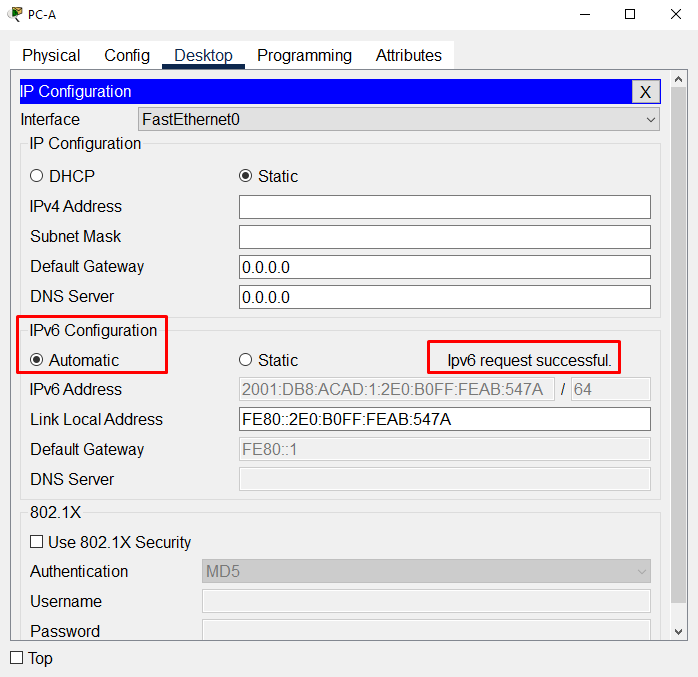 PC-A
Physical Config Desktop Programming Attributes
IP Configuration X
Interface FastEthernet0
IP Configuration
DHCP Static
IPv4 Address
Subnet Mask
Default Gateway 0.0.0.0
DNS Server 0.0.0.0
IPv6 Configuration
Automatic Static Ipv6 request successful.
IPv6 Address 2001:DB8:ACAD:1:2E0:B0FF:FEAB:547A / 64
Link Local Address FE80::2E0:B0FF:FEAB:547A
Default Gateway FE80::1
DNS Server
802.1X
Use 802.1X Security
Authentication MD5
Username
Password
Top